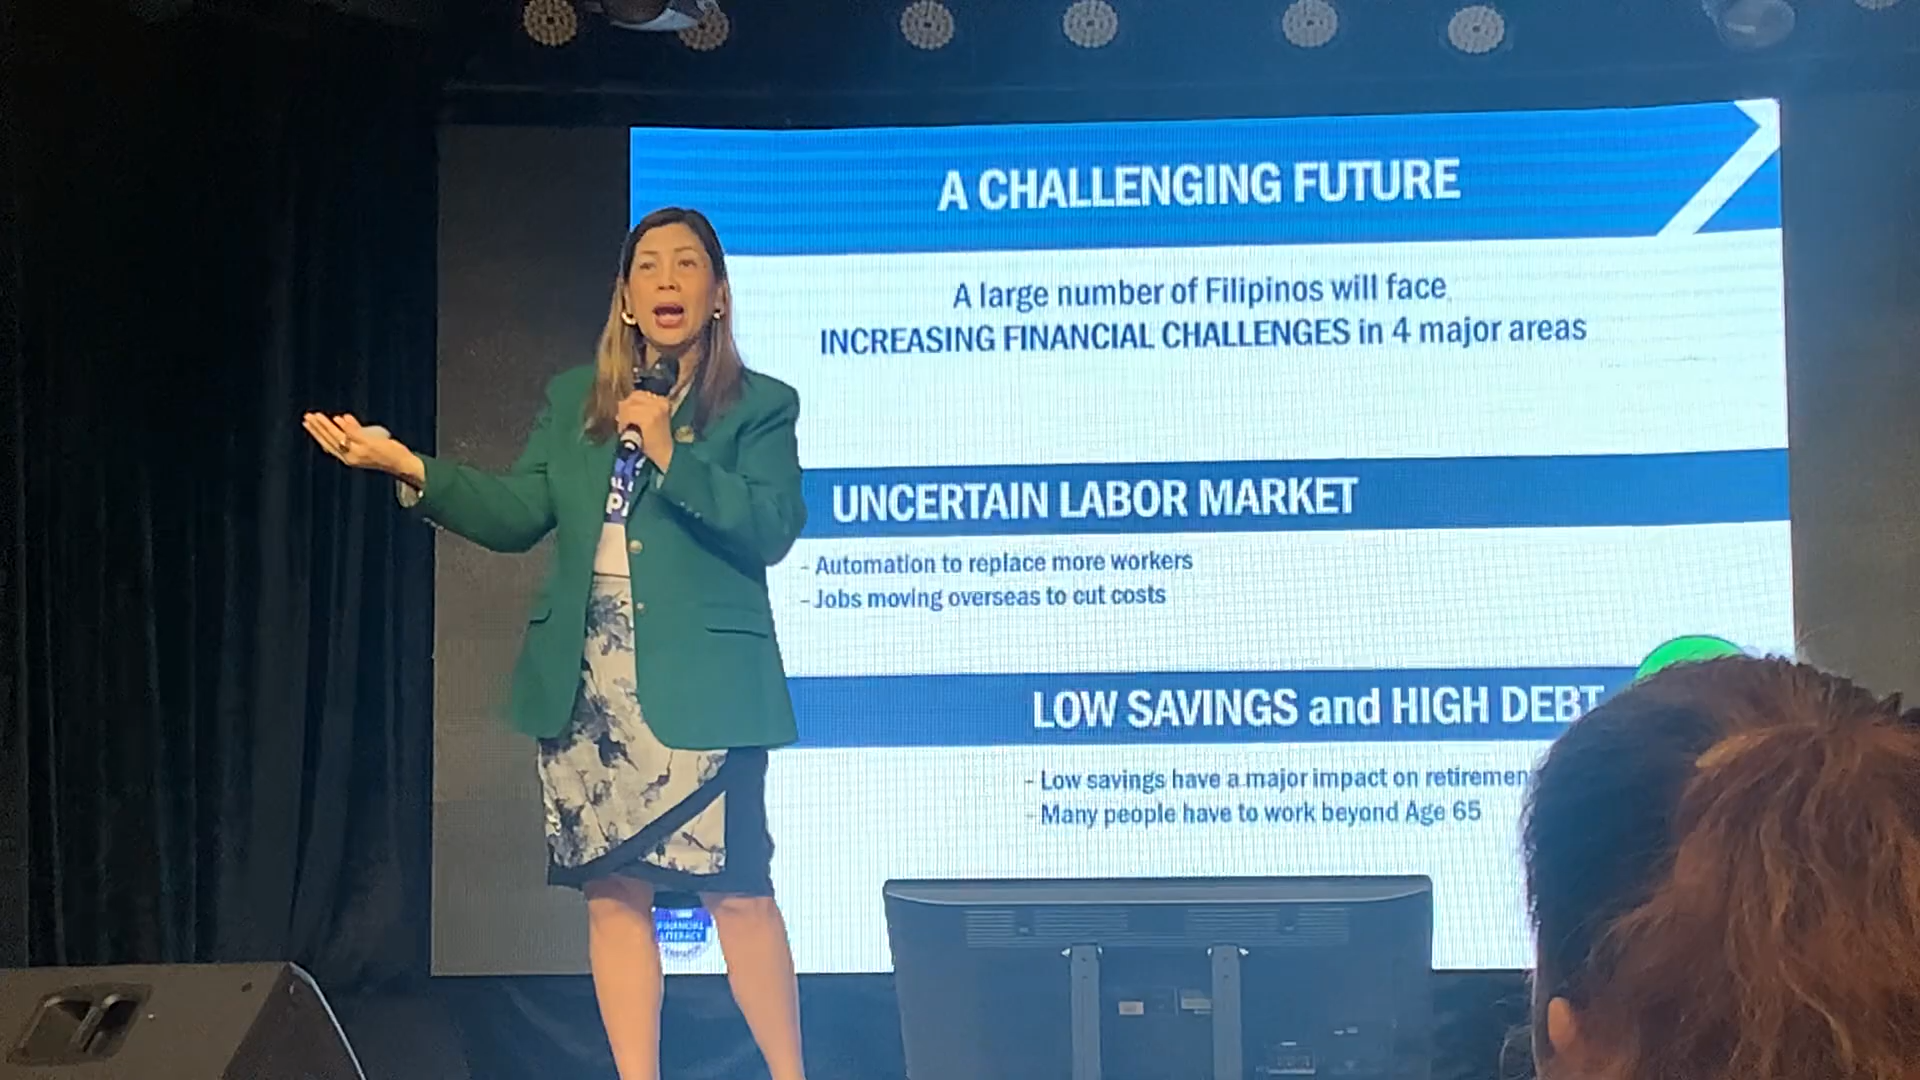 A CHALLENGING FUTURE
A large number of Filipinos will face
INCREASING FINANCIAL CHALLENGES in 4 major areas
UNCERTAIN LABOR MARKET
- Automation to replace more workers
- Jobs moving overseas to cut costs
LOW SAVINGS and HIGH DEBT
- Low savings have a major impact on retiremen
- Many people have to work beyond Age 65
FINANCIAL
LITERACY